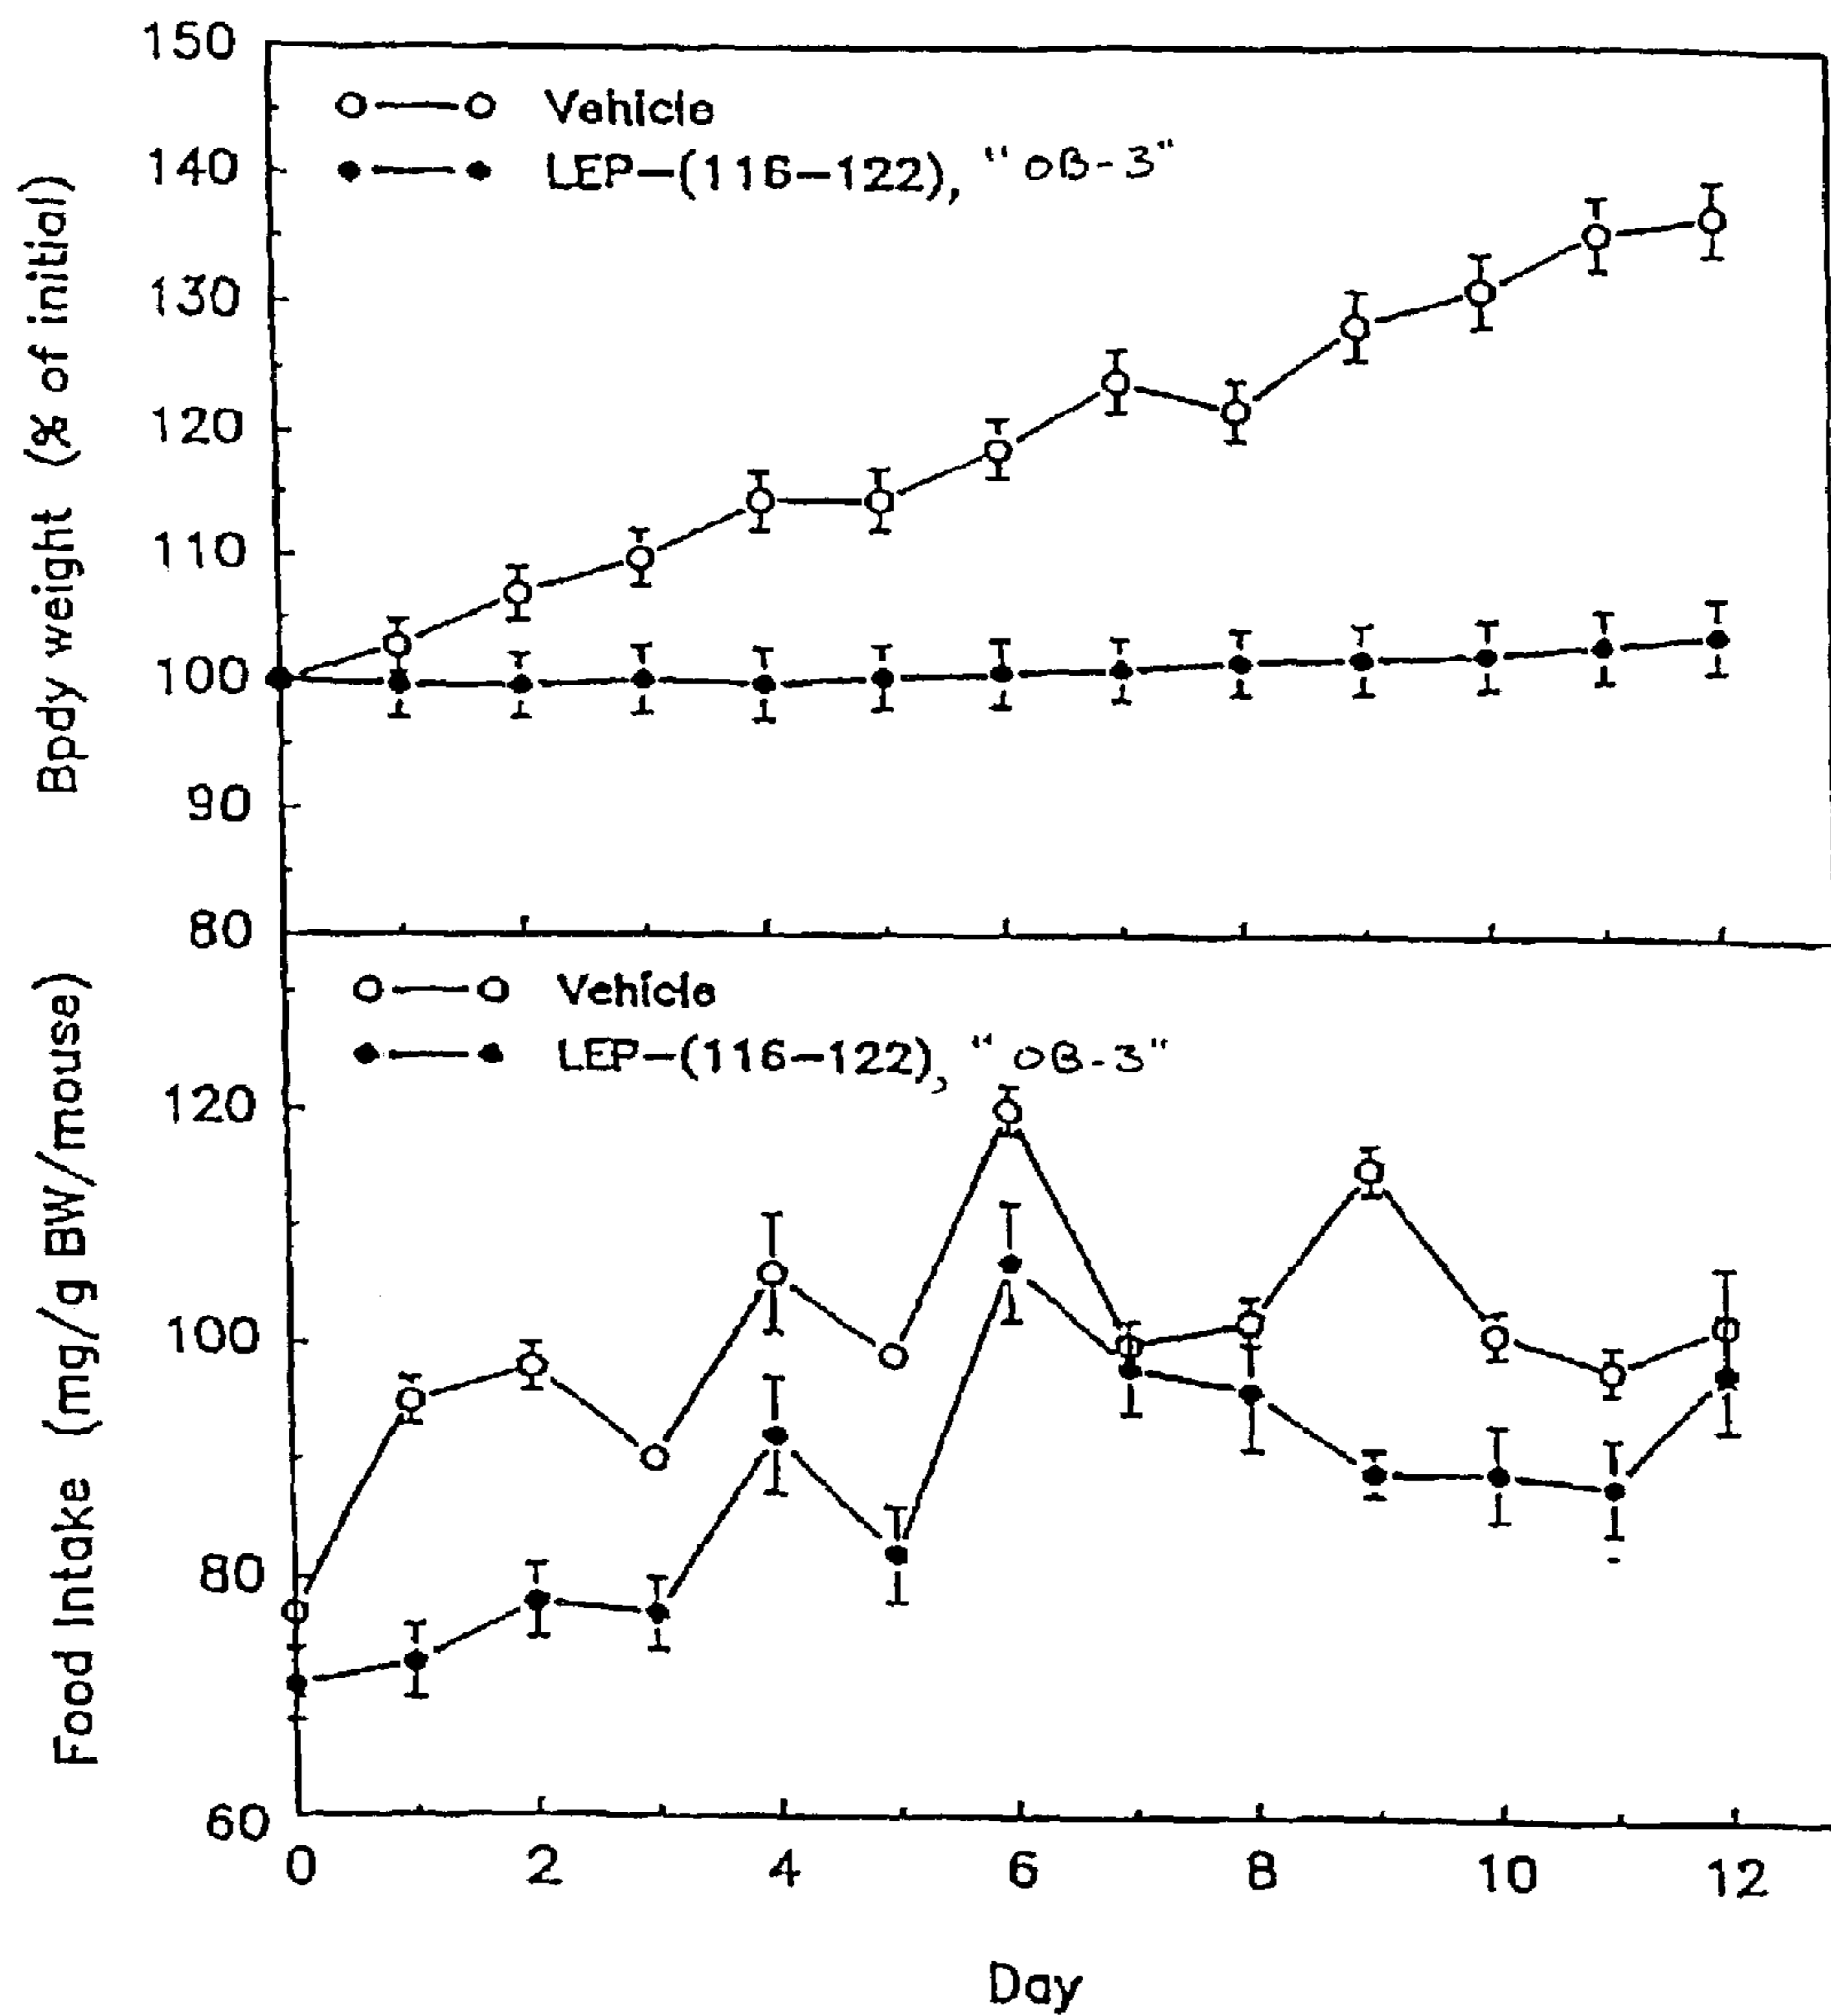 150
Vehicle
140
LEP-(116-122), "OB-3"
130
120
110
100
90
80
Bpdy weight (% of initial)
Vehicle
LEP-(116-122), "OB-3"
120
100
80
60
Food Intake (mg/g BW/mouse)
0 2 4 6 8 10 12
Day